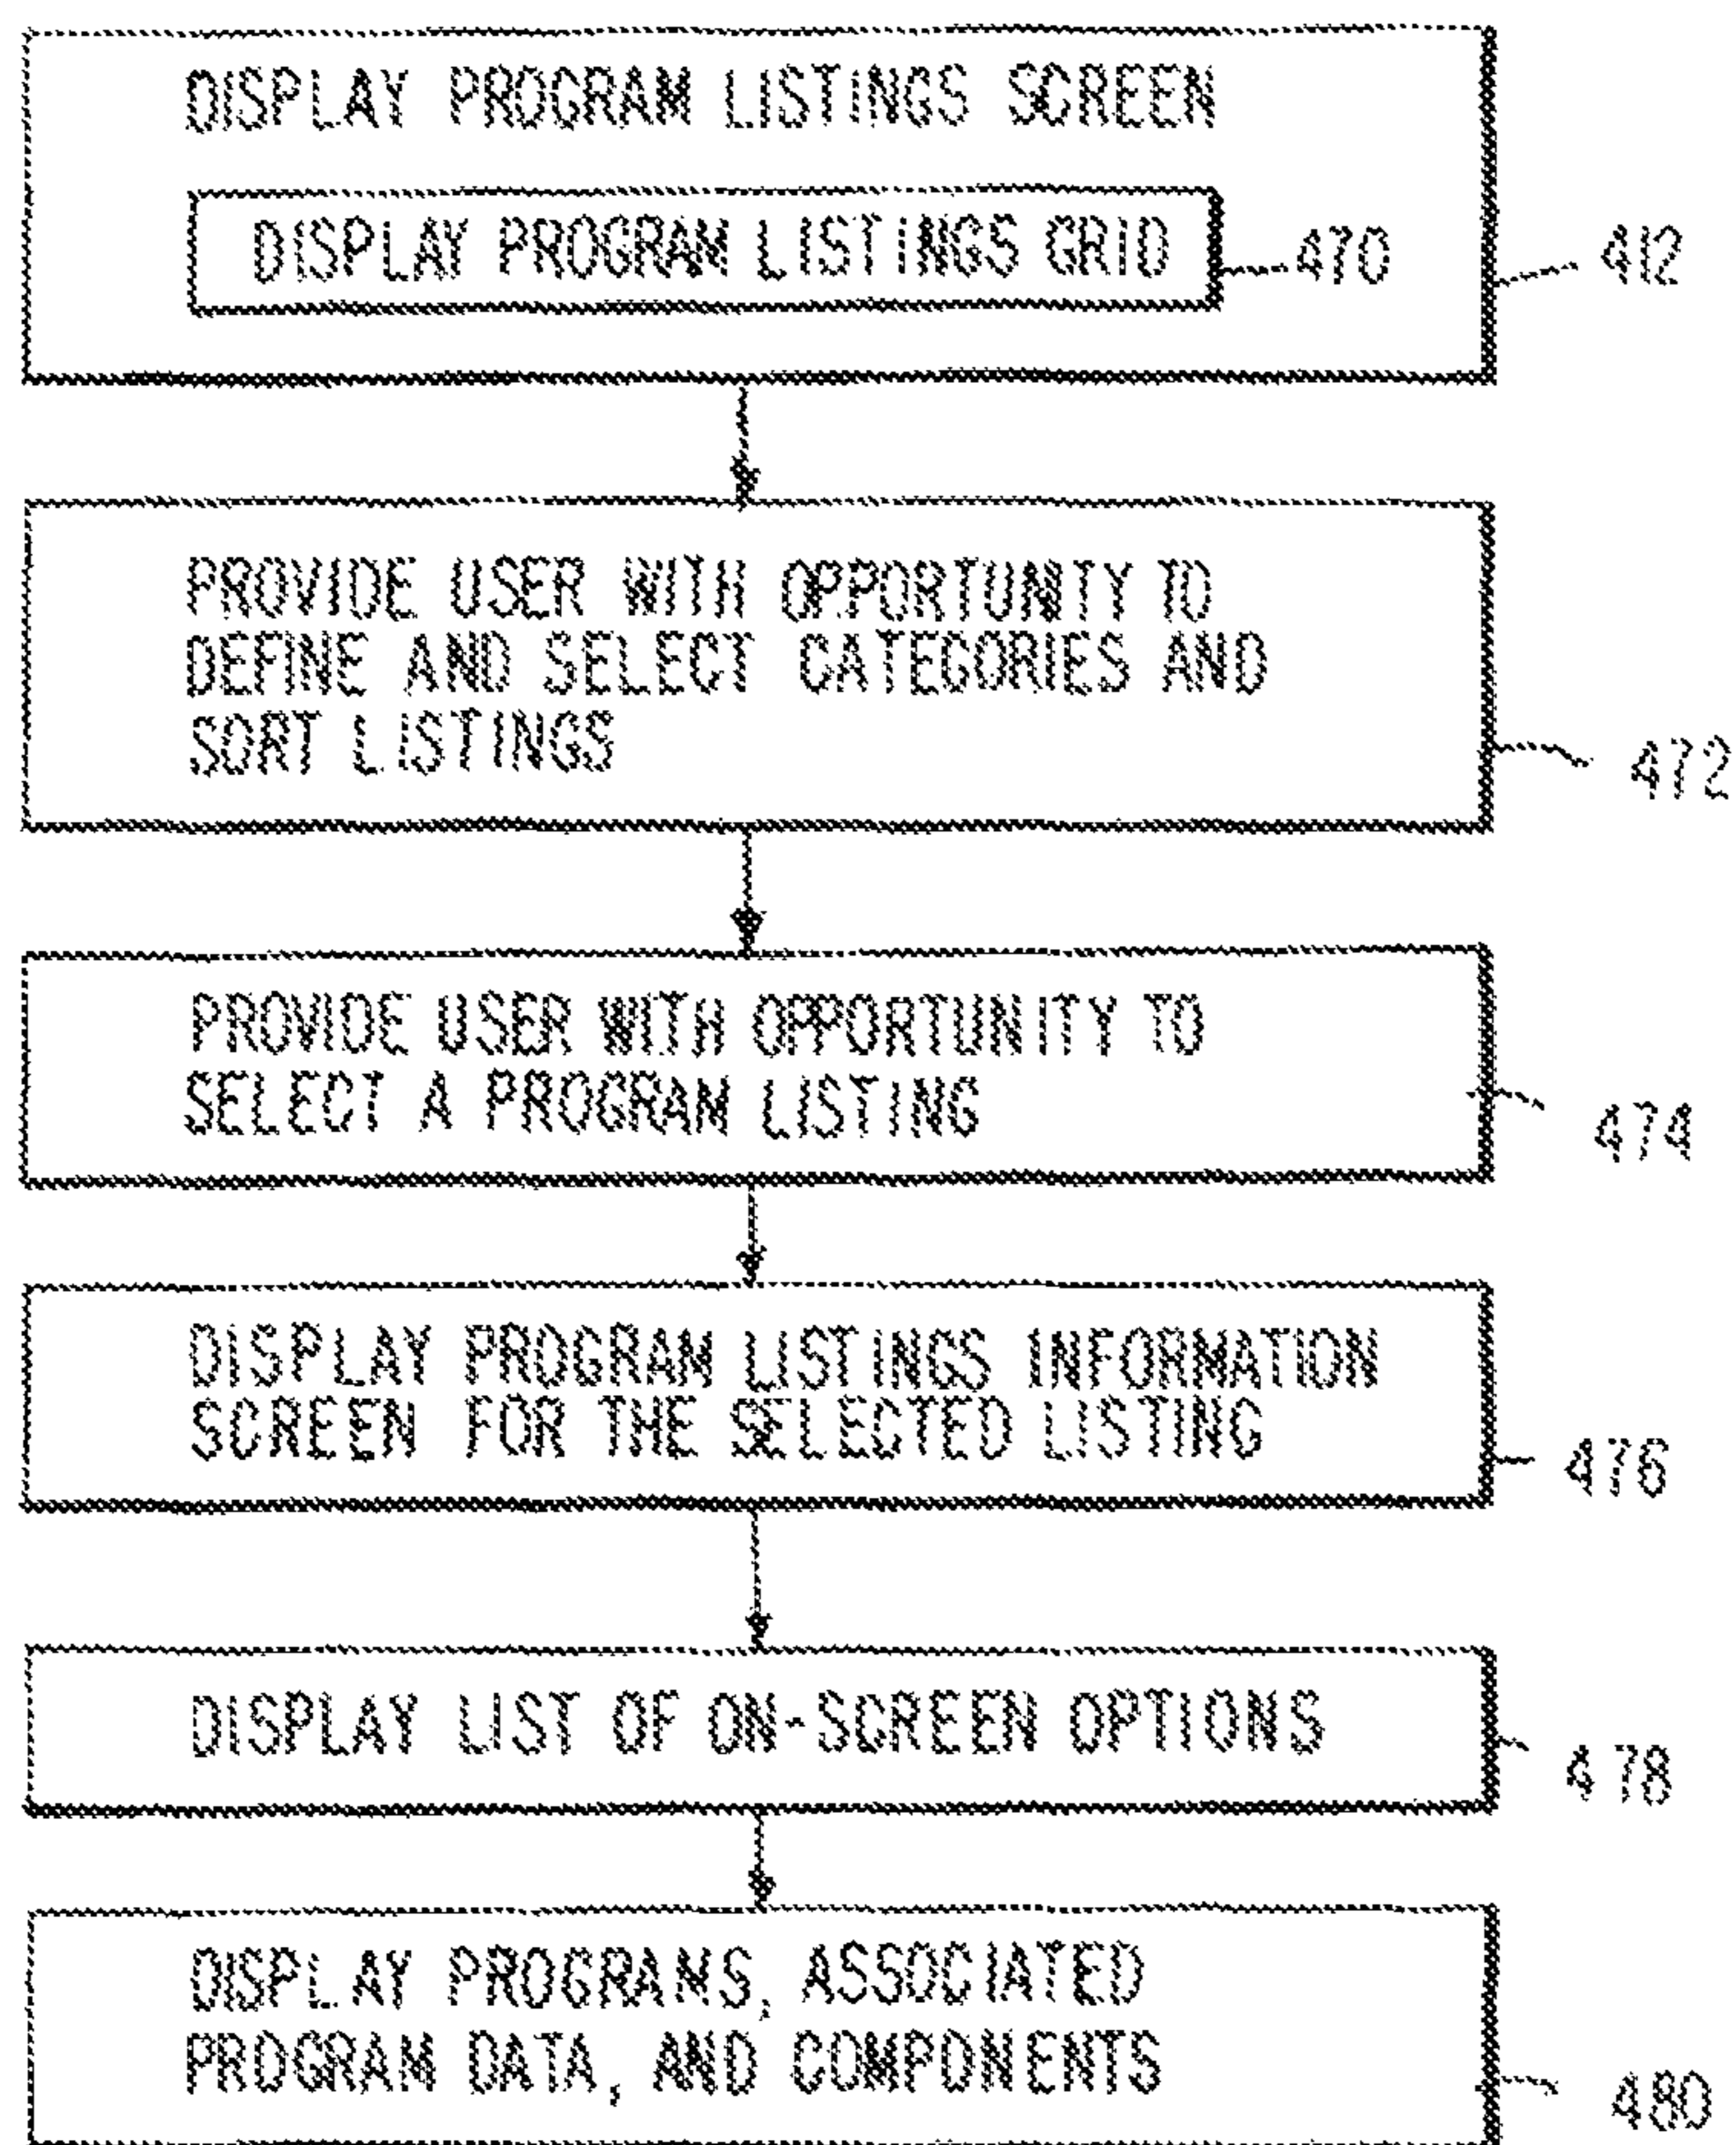 DISPLAY PROGRAM LISTINGS SCREEN
DISPLAY PROGRAM LISTINGS GRID
470
412
PROVIDE USER WITH OPPORTUNITY TO
DEFINE AND SELECT CATEGORIES AND
SORT LISTINGS
472
PROVIDE USER WITH OPPORTUNITY TO
SELECT A PROGRAM LISTING
474
DISPLAY PROGRAM LISTINGS INFORMATION
SCREEN FOR THE SELECTED LISTING
476
DISPLAY LIST OF ON-SCREEN OPTIONS
478
DISPLAY PROGRAMS, ASSOCIATED
PROGRAM DATA, AND COMPONENTS
480